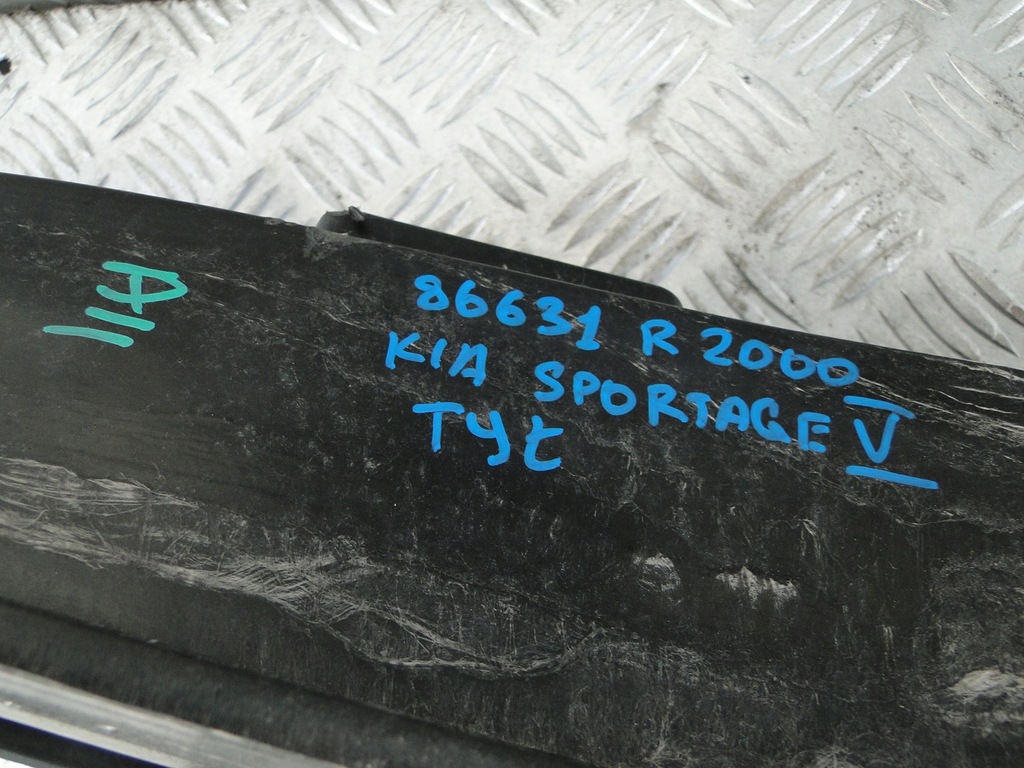 86631 R2000
KIA SPORTAGE V
TYŁ